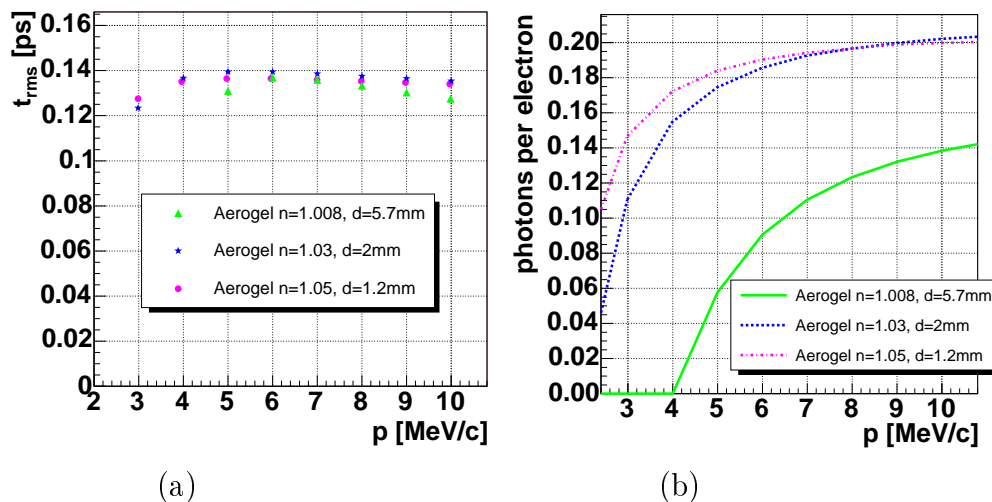 t_rms [ps]
0.16
0.14
0.12
0.10
0.08
0.06
0.04
0.02
0
2 3 4 5 6 7 8 9 10
p [MeV/c]
Aerogel n=1.008, d=5.7mm
Aerogel n=1.03, d=2mm
Aerogel n=1.05, d=1.2mm
(a)
photons per electron
0.20
0.18
0.16
0.14
0.12
0.10
0.08
0.06
0.04
0.02
0.00
3 4 5 6 7 8 9 10
p [MeV/c]
Aerogel n=1.008, d=5.7mm
Aerogel n=1.03, d=2mm
Aerogel n=1.05, d=1.2mm
(b)